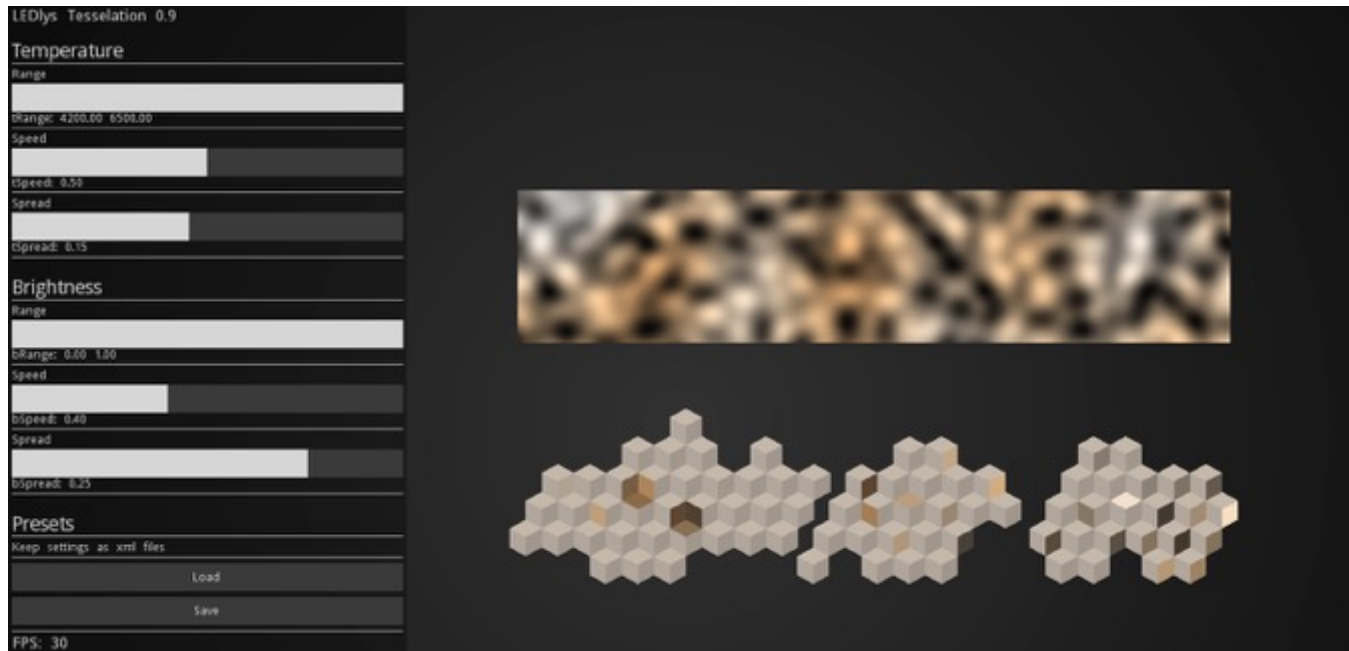 LEDlys Tesselation 0.9
Temperature
Range
tRange: 4200.00 6500.00
Speed
tSpeed: 0.50
Spread
tSpread: 0.15
Brightness
Range
bRange: 0.00 1.00
Speed
bSpeed: 0.40
Spread
bSpread: 0.25
Presets
Keep settings as xml files
Load
Save
FPS: 30